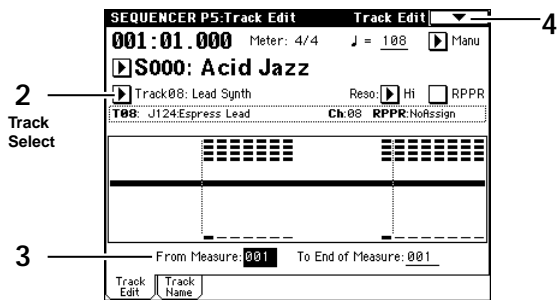 SEQUENCER P5:Track Edit Track Edit
4
001:01.000 Meter: 4/4 ♩ = 108 Manu
S000: Acid Jazz
2
Track08: Lead Synth Reso: Hi RPPR
Track
Select
T08: J124:Espress Lead Ch:08 RPPR:NoAssign
3
From Measure: 001 To End of Measure: 001
Track Edit
Track Name